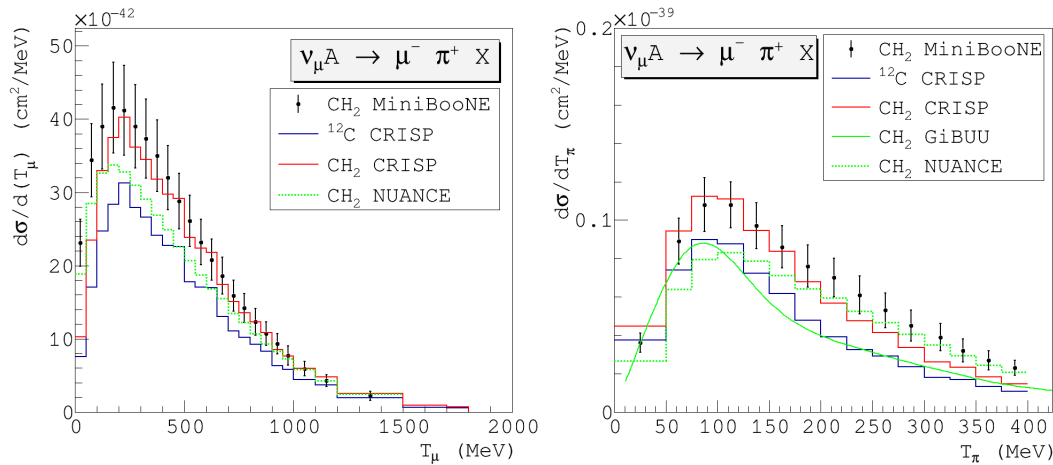 ×10⁻⁴²
ν_μA → μ⁻ π⁺ X
CH₂ MiniBooNE
¹²C CRISP
CH₂ CRISP
CH₂ NUANCE
dσ/d(T_μ) (cm²/MeV)
50
40
30
20
10
0
0 500 1000 1500 2000
T_μ (MeV)
×10⁻³⁹
ν_μA → μ⁻ π⁺ X
CH₂ MiniBooNE
¹²C CRISP
CH₂ CRISP
CH₂ GiBUU
CH₂ NUANCE
dσ/dT_π (cm²/MeV)
0.2
0.1
0
0 50 100 150 200 250 300 350 400
T_π (MeV)